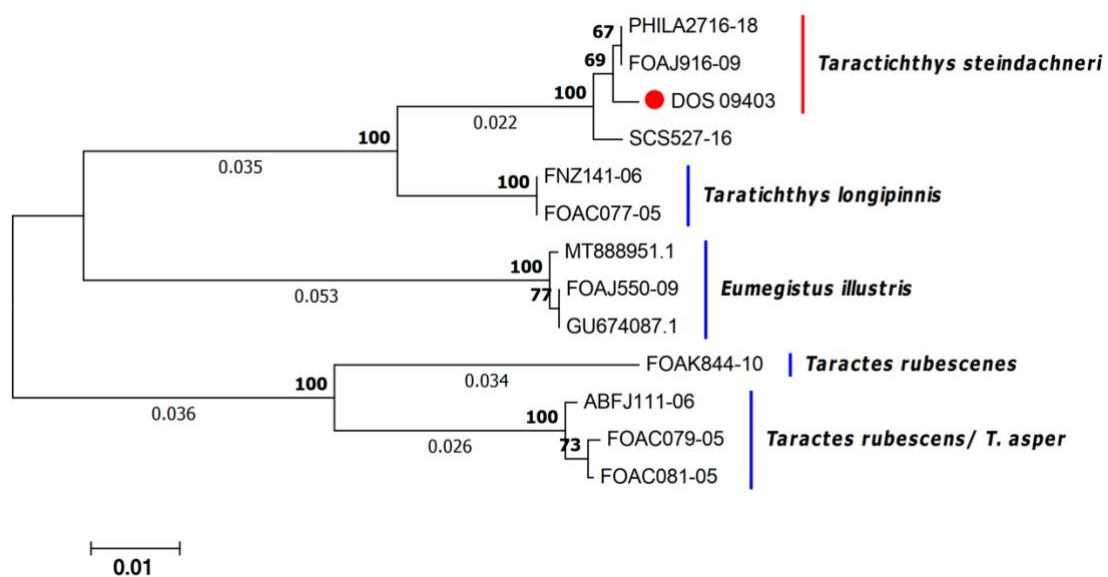 PHILA2716-18
67
FOAJ916-09
Taractichthys steindachneri
69
DOS 09403
100
0.022
SCS527-16
100
0.035
FNZ141-06
100
Taratichthys longipinnis
FOAC077-05
MT888951.1
100
FOAJ550-09
Eumegistus illustris
0.053
77
GU674087.1
FOAK844-10
Taractes rubescenes
0.034
100
0.036
ABFJ111-06
100
FOAC079-05
Taractes rubescens/ T. asper
0.026
73
FOAC081-05
0.01